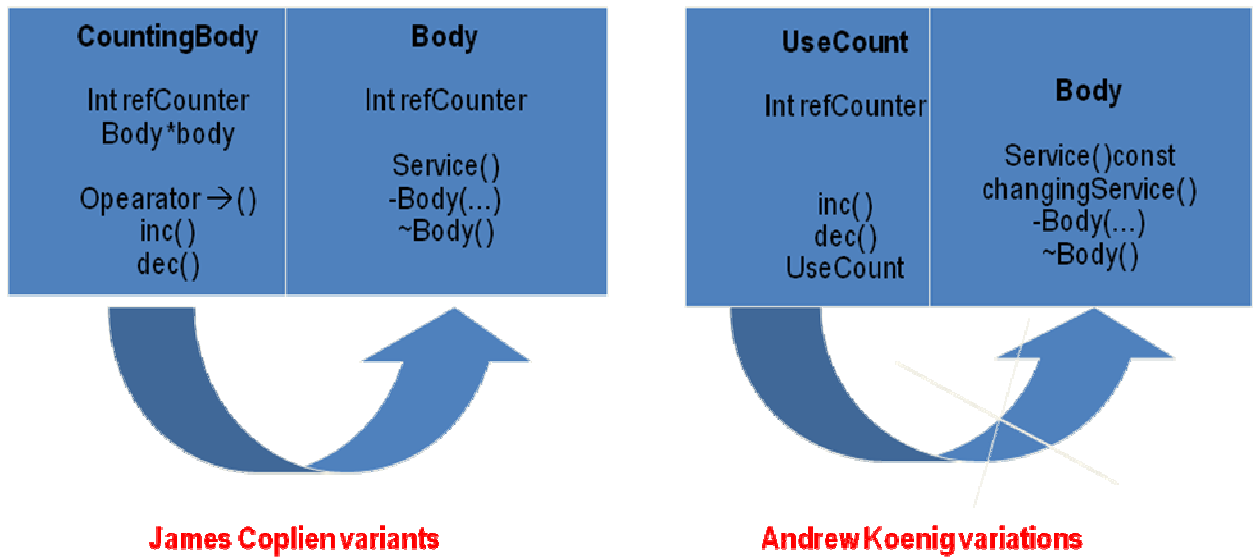 CountingBody
Int refCounter
Body *body
Opearator →()
inc()
dec()
Body
Int refCounter
Service()
-Body(...)
~Body()
UseCount
Int refCounter
inc()
dec()
UseCount
Body
Service()const
changingService()
-Body(...)
~Body()
James Coplien variants
Andrew Koenig variations